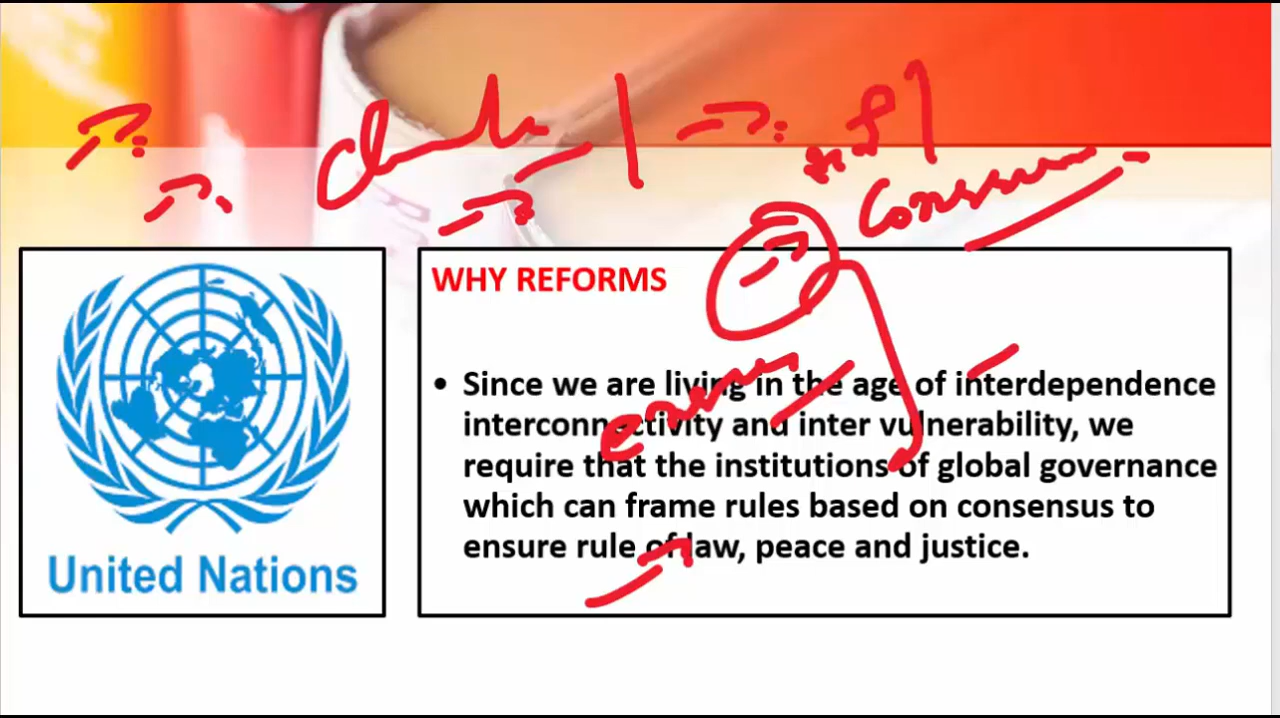 Consensus
United Nations
WHY REFORMS
• Since we are living in the age of interdependence
interconnectivity and inter vulnerability, we
require that the institutions of global governance
which can frame rules based on consensus to
ensure rule of law, peace and justice.